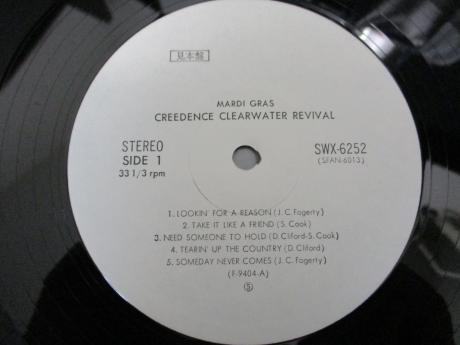 見本盤
MARDI GRAS
CREEDENCE CLEARWATER REVIVAL
STEREO
SIDE 1
33 1/3 rpm
SWX-6252
(SFAN-6013)
1. LOOKIN' FOR A REASON (J. C. Fogerty)
2. TAKE IT LIKE A FRIEND (S. Cook)
3. NEED SOMEONE TO HOLD (D. Cliford-S. Cook)
4. TEARIN' UP THE COUNTRY (D. Cliford)
5. SOMEDAY NEVER COMES (J. C. Fogerty)
(F-9404-A)
Ⓢ